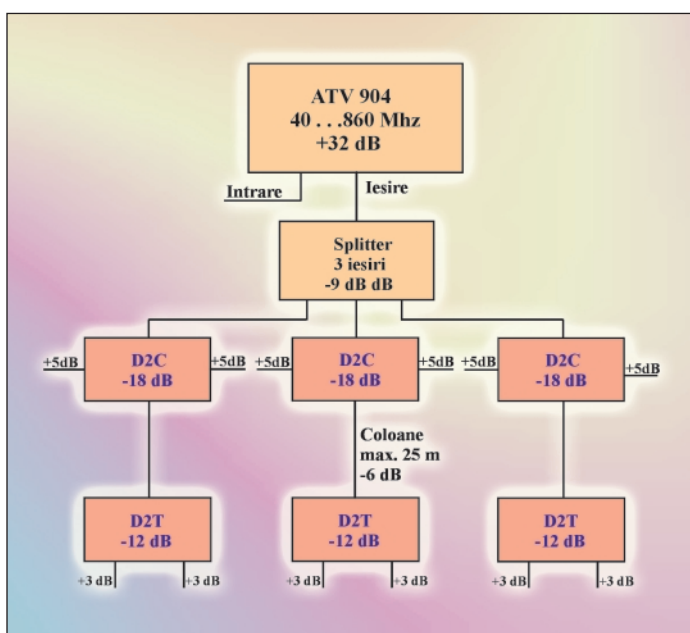 ATV 904
40 . . .860 Mhz
+32 dB
Intrare
Iesire
Splitter
3 iesiri
-9 dB dB
+5dB
D2C
-18 dB
+5dB
+5dB
D2C
-18 dB
+5dB
+5dB
D2C
-18 dB
+5dB
Coloane
max. 25 m
-6 dB
D2T
-12 dB
D2T
-12 dB
D2T
-12 dB
+3 dB
+3 dB
+3 dB
+3 dB
+3 dB
+3 dB